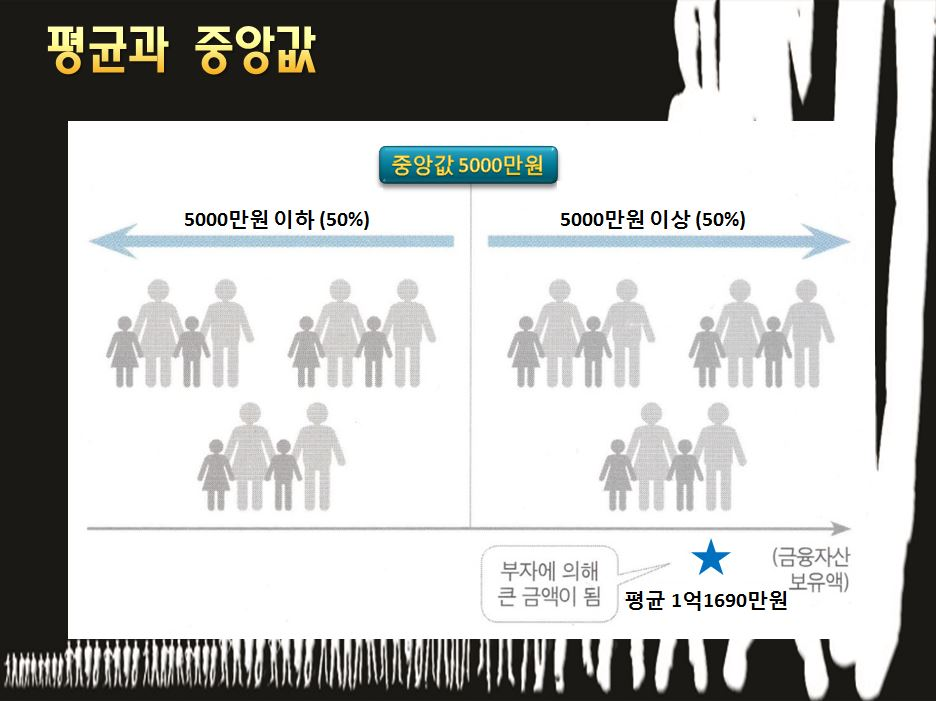 평균과 중앙값
중앙값 5000만원
5000만원 이하 (50%)
5000만원 이상 (50%)
부자에 의해
큰 금액이 됨
(금융자산
보유액)
평균 1억1690만원